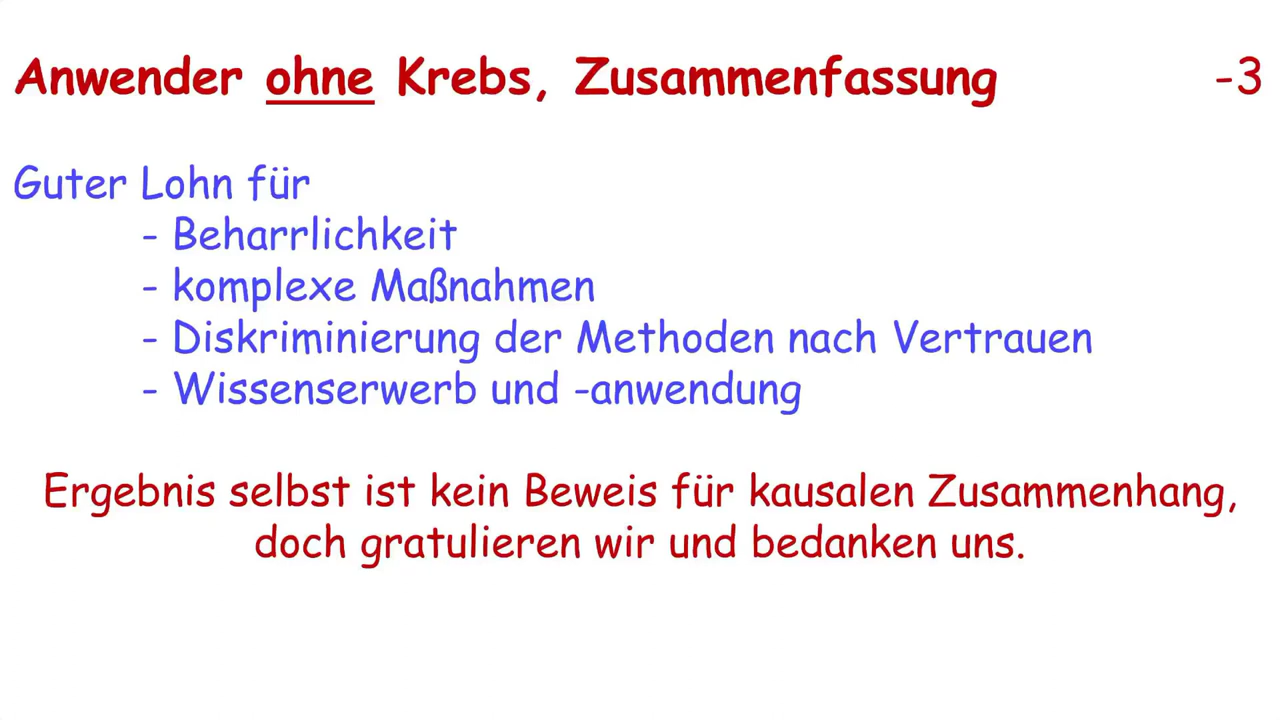 Anwender ohne Krebs, Zusammenfassung -3
Guter Lohn für
- Beharrlichkeit
- komplexe Maßnahmen
- Diskriminierung der Methoden nach Vertrauen
- Wissenserwerb und -anwendung
Ergebnis selbst ist kein Beweis für kausalen Zusammenhang,
doch gratulieren wir und bedanken uns.